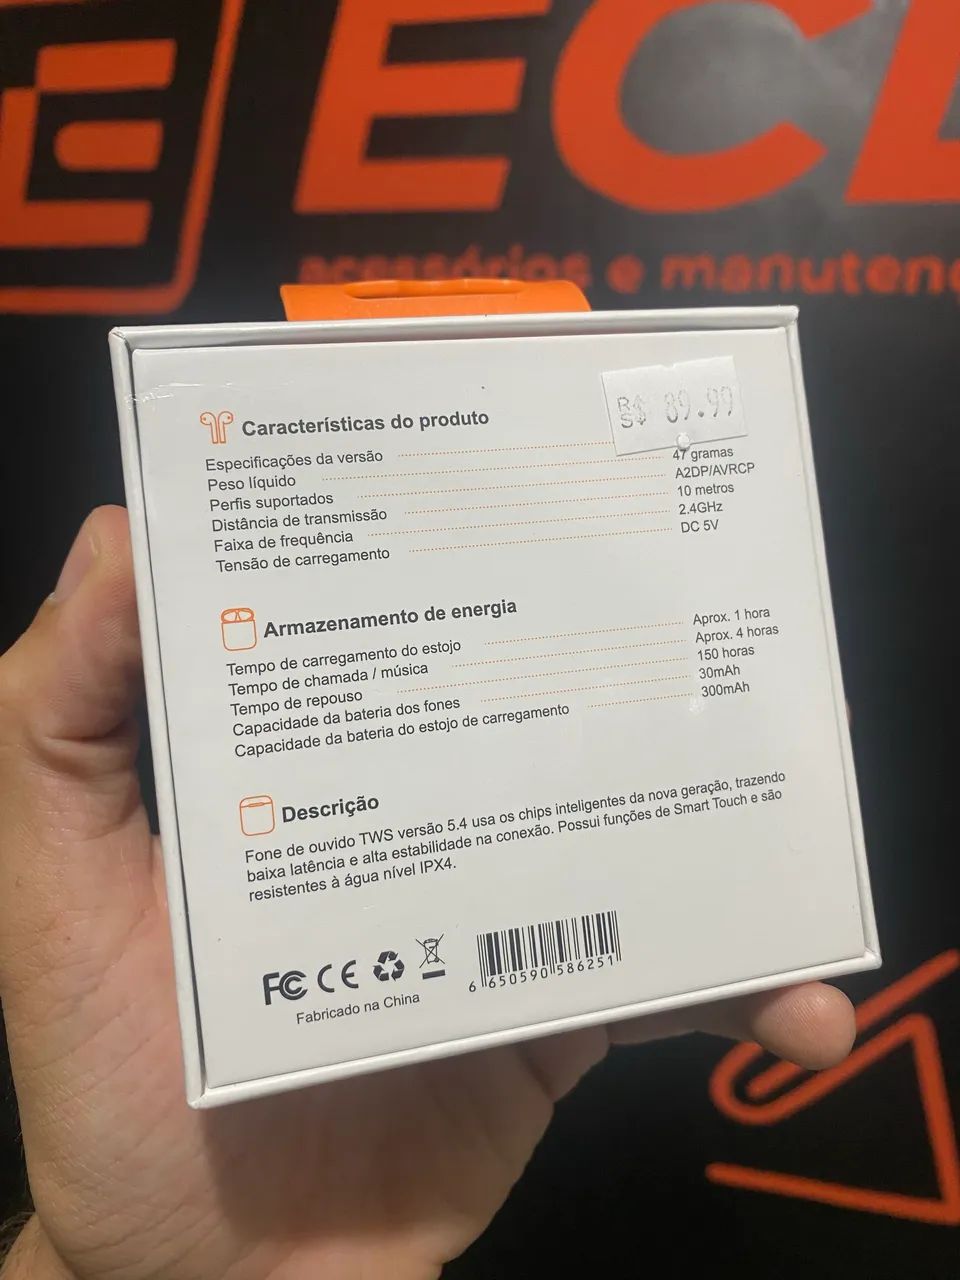 E ECL
acessórios e manutenç
R$ 89.99
Características do produto
Especificações da versão
Peso líquido 47 gramas
Perfis suportados A2DP/AVRCP
Distância de transmissão 10 metros
Faixa de frequência 2.4GHz
Tensão de carregamento DC 5V
Armazenamento de energia
Tempo de carregamento do estojo Aprox. 1 hora
Tempo de chamada / música Aprox. 4 horas
Tempo de repouso 150 horas
Capacidade da bateria dos fones 30mAh
Capacidade da bateria do estojo de carregamento 300mAh
Descrição
Fone de ouvido TWS versão 5.4 usa os chips inteligentes da nova geração, trazendo
baixa latência e alta estabilidade na conexão. Possui funções de Smart Touch e são
resistentes à água nível IPX4.
FC CE
Fabricado na China
6 650590 586251